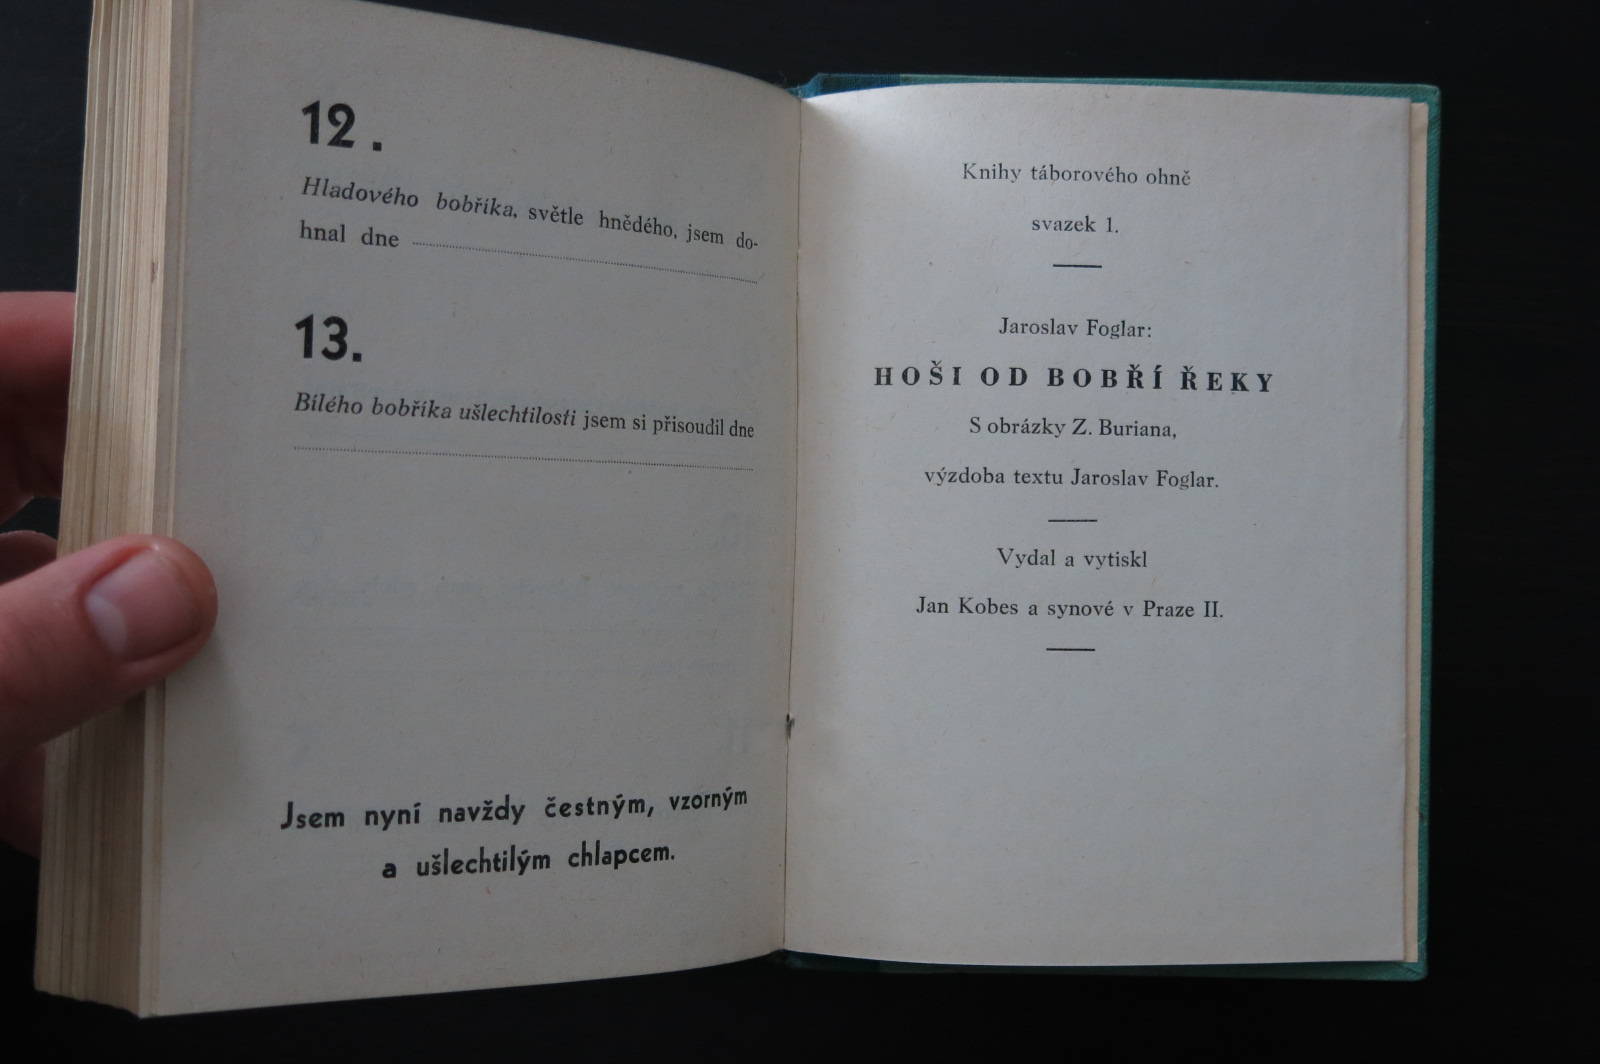 12.
Hladového bobříka, světle hnědého, jsem do-
hnal dne
13.
Bílého bobříka ušlechtilosti jsem si přisoudil dne
Jsem nyní navždy čestným, vzorným
a ušlechtilým chlapcem.
Knihy táborového ohně
svazek 1.
Jaroslav Foglar:
HOŠI OD BOBŘÍ ŘEKY
S obrázky Z. Buriana,
výzdoba textu Jaroslav Foglar.
Vydal a vytiskl
Jan Kobes a synové v Praze II.